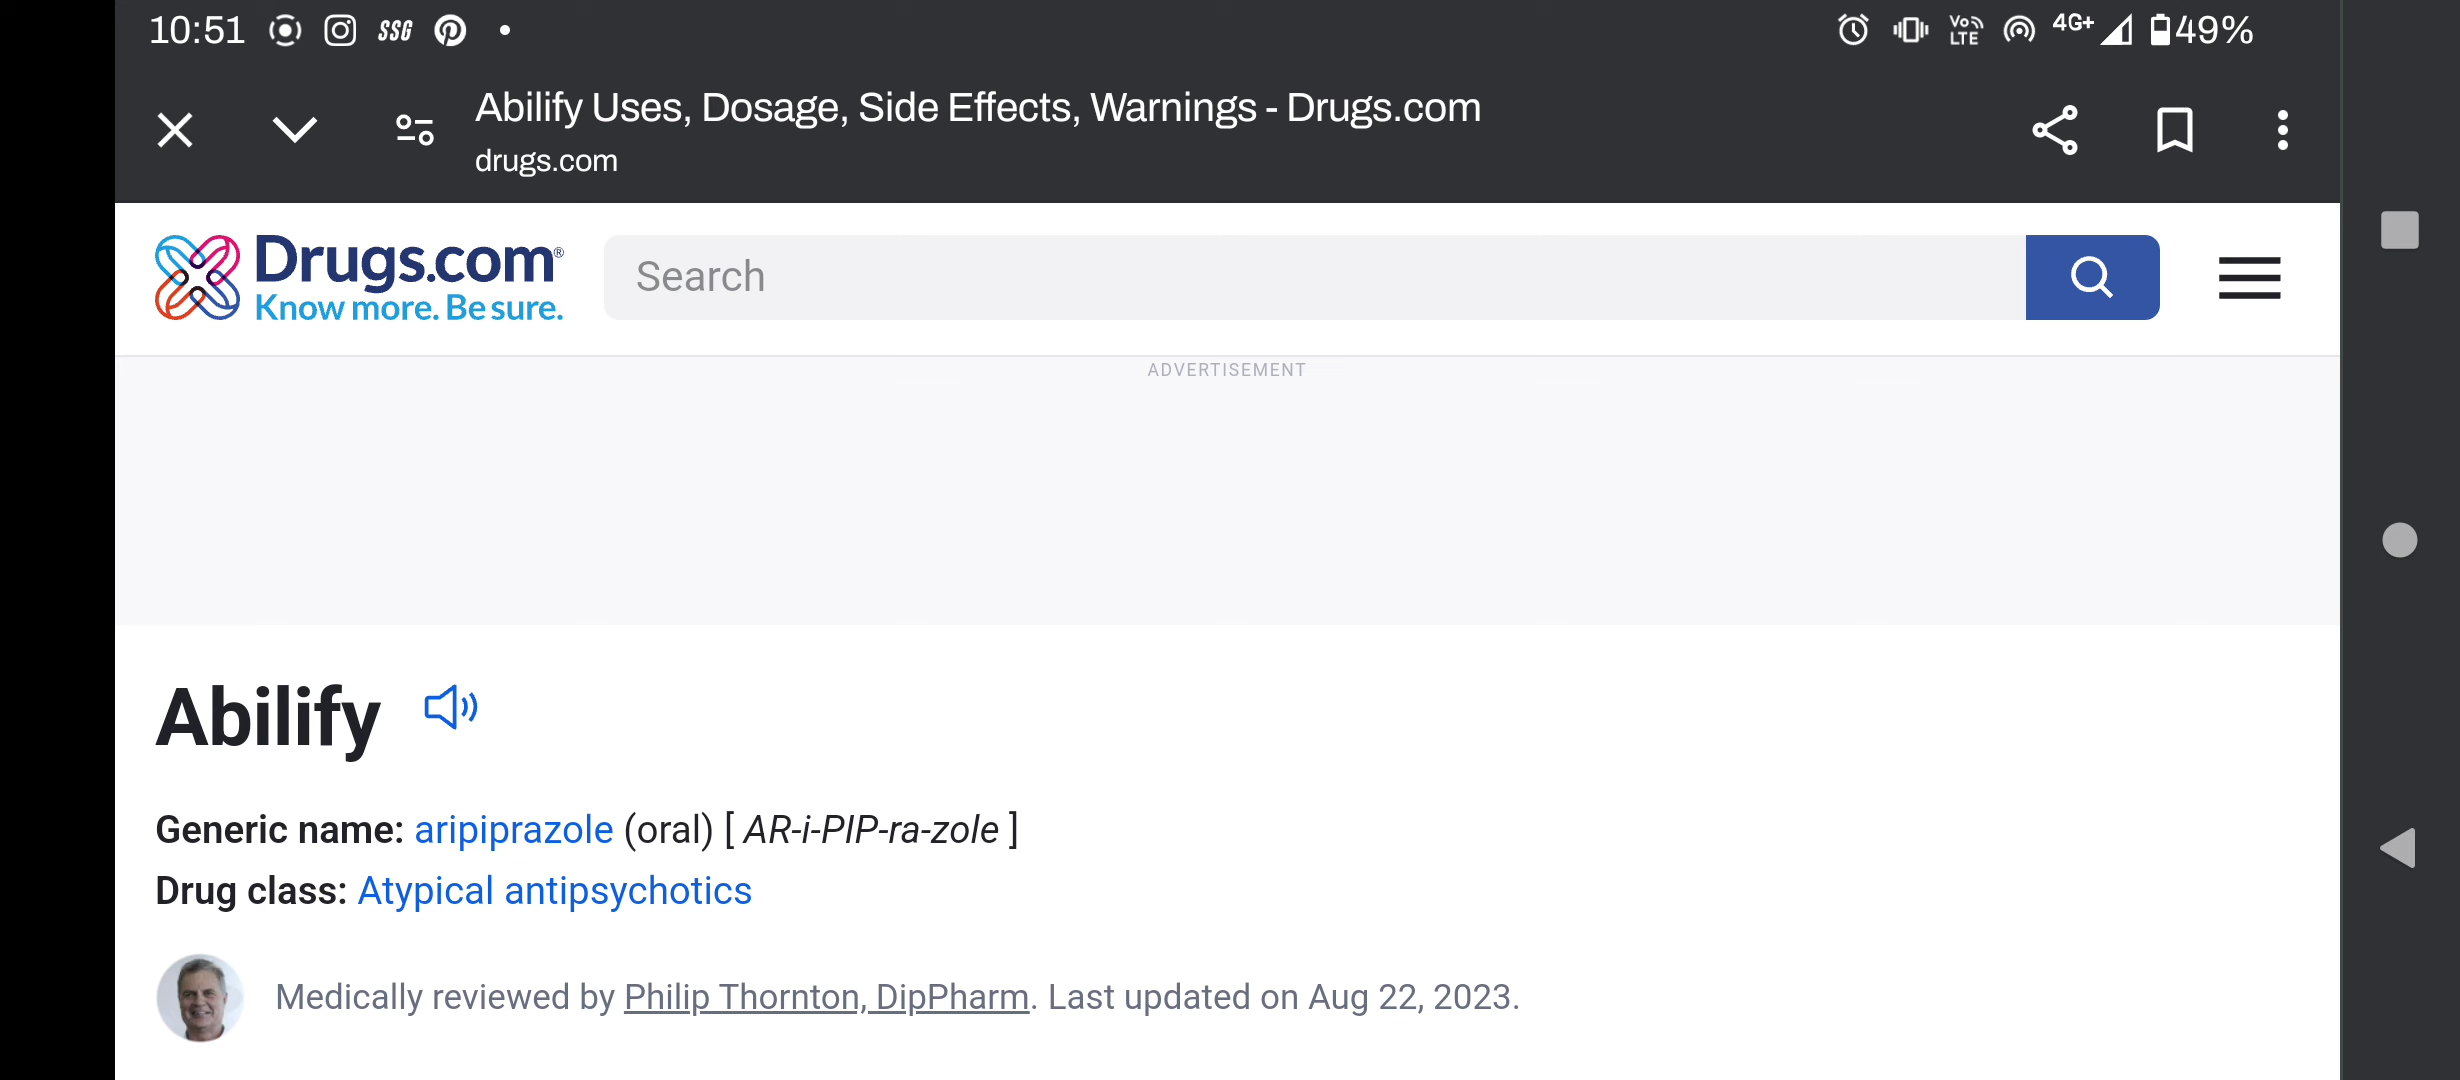 10:51 SSG VoLTE 4G+ 49%
Abilify Uses, Dosage, Side Effects, Warnings - Drugs.com
drugs.com
Drugs.com®
Know more. Be sure.
Search
ADVERTISEMENT
Abilify
Generic name: aripiprazole (oral) [ AR-i-PIP-ra-zole ]
Drug class: Atypical antipsychotics
Medically reviewed by Philip Thornton, DipPharm. Last updated on Aug 22, 2023.